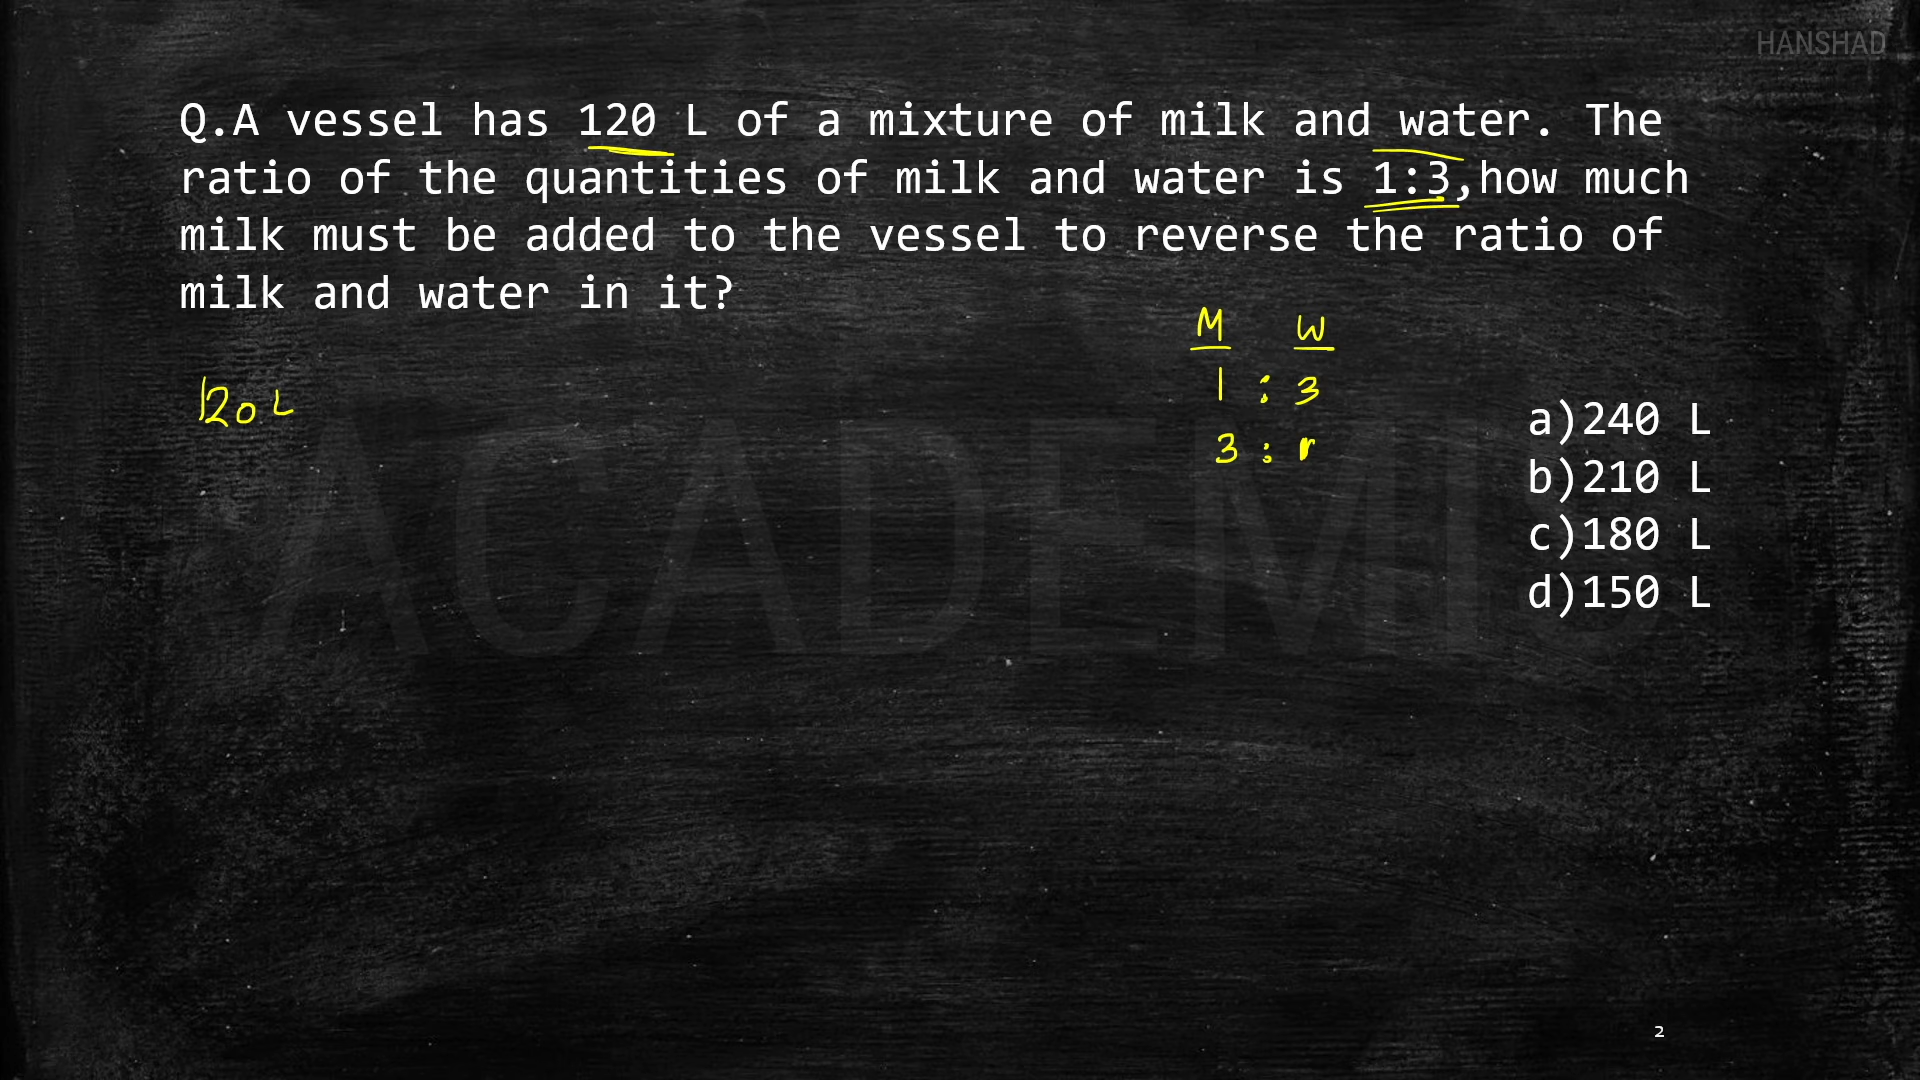 HANSHAD
Q.A vessel has 120 L of a mixture of milk and water. The
ratio of the quantities of milk and water is 1:3,how much
milk must be added to the vessel to reverse the ratio of
milk and water in it?
M W
1 : 3
120 L
3 :
a)240 L
b)210 L
c)180 L
d)150 L
ACADEMIC
2